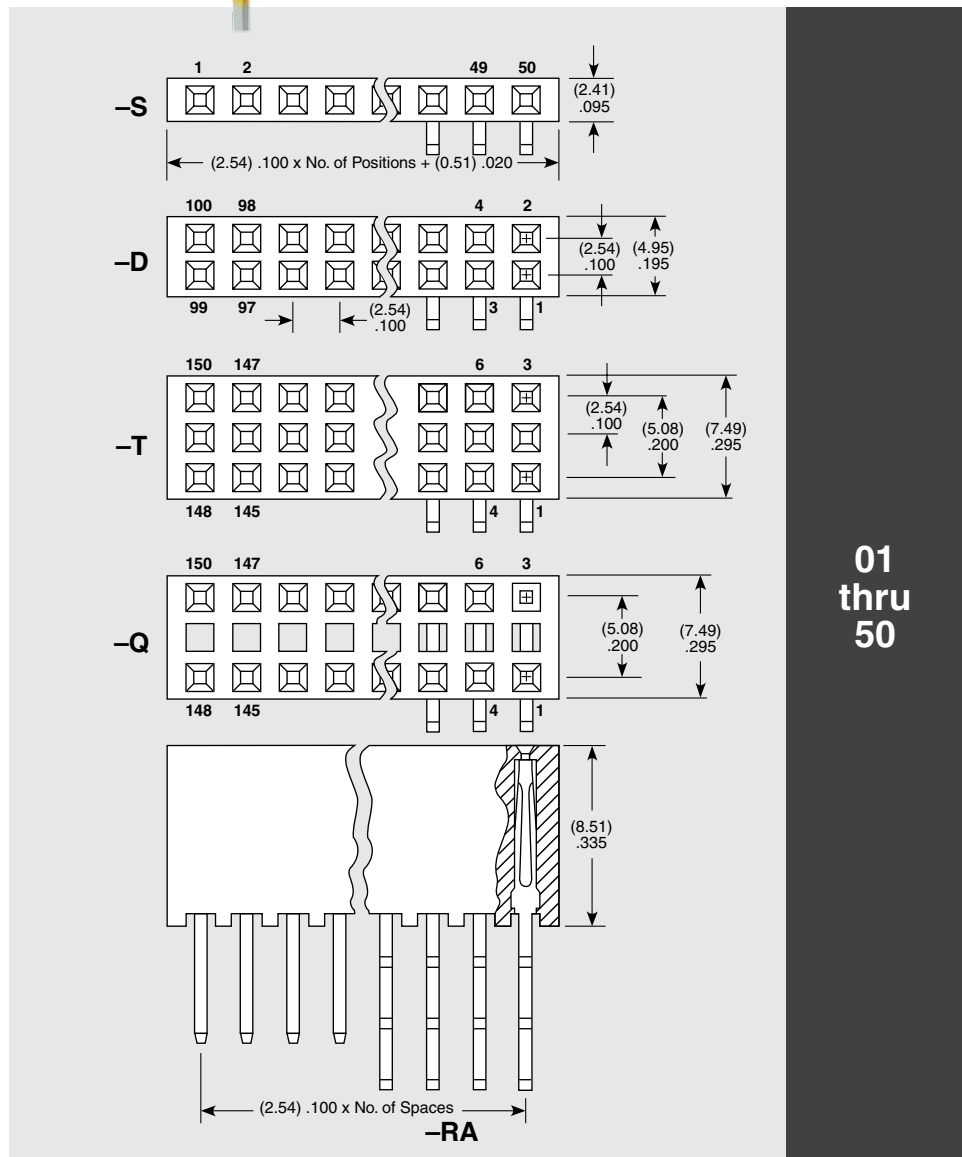 1 2 49 50
–S
(2.41)
.095
(2.54) .100 x No. of Positions + (0.51) .020
100 98 4 2
–D
(2.54)
.100
(4.95)
.195
99 97 3 1
(2.54)
.100
150 147 6 3
–T
(2.54)
.100
(5.08)
.200
(7.49)
.295
148 145 4 1
150 147 6 3
–Q
(5.08)
.200
(7.49)
.295
148 145 4 1
(8.51)
.335
(2.54) .100 x No. of Spaces
–RA
01
thru
50